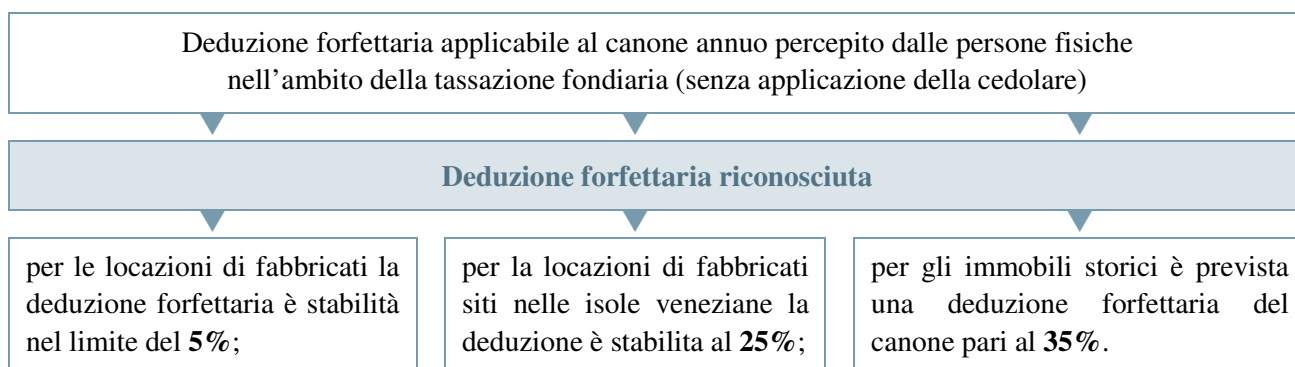 Deduzione forfettaria applicabile al canone annuo percepito dalle persone fisiche
nell'ambito della tassazione fondiaria (senza applicazione della cedolare)
Deduzione forfettaria riconosciuta
per le locazioni di fabbricati la
deduzione forfettaria è stabilità
nel limite del 5%;
per la locazioni di fabbricati
siti nelle isole veneziane la
deduzione è stabilita al 25%;
per gli immobili storici è prevista
una deduzione forfettaria del
canone pari al 35%.